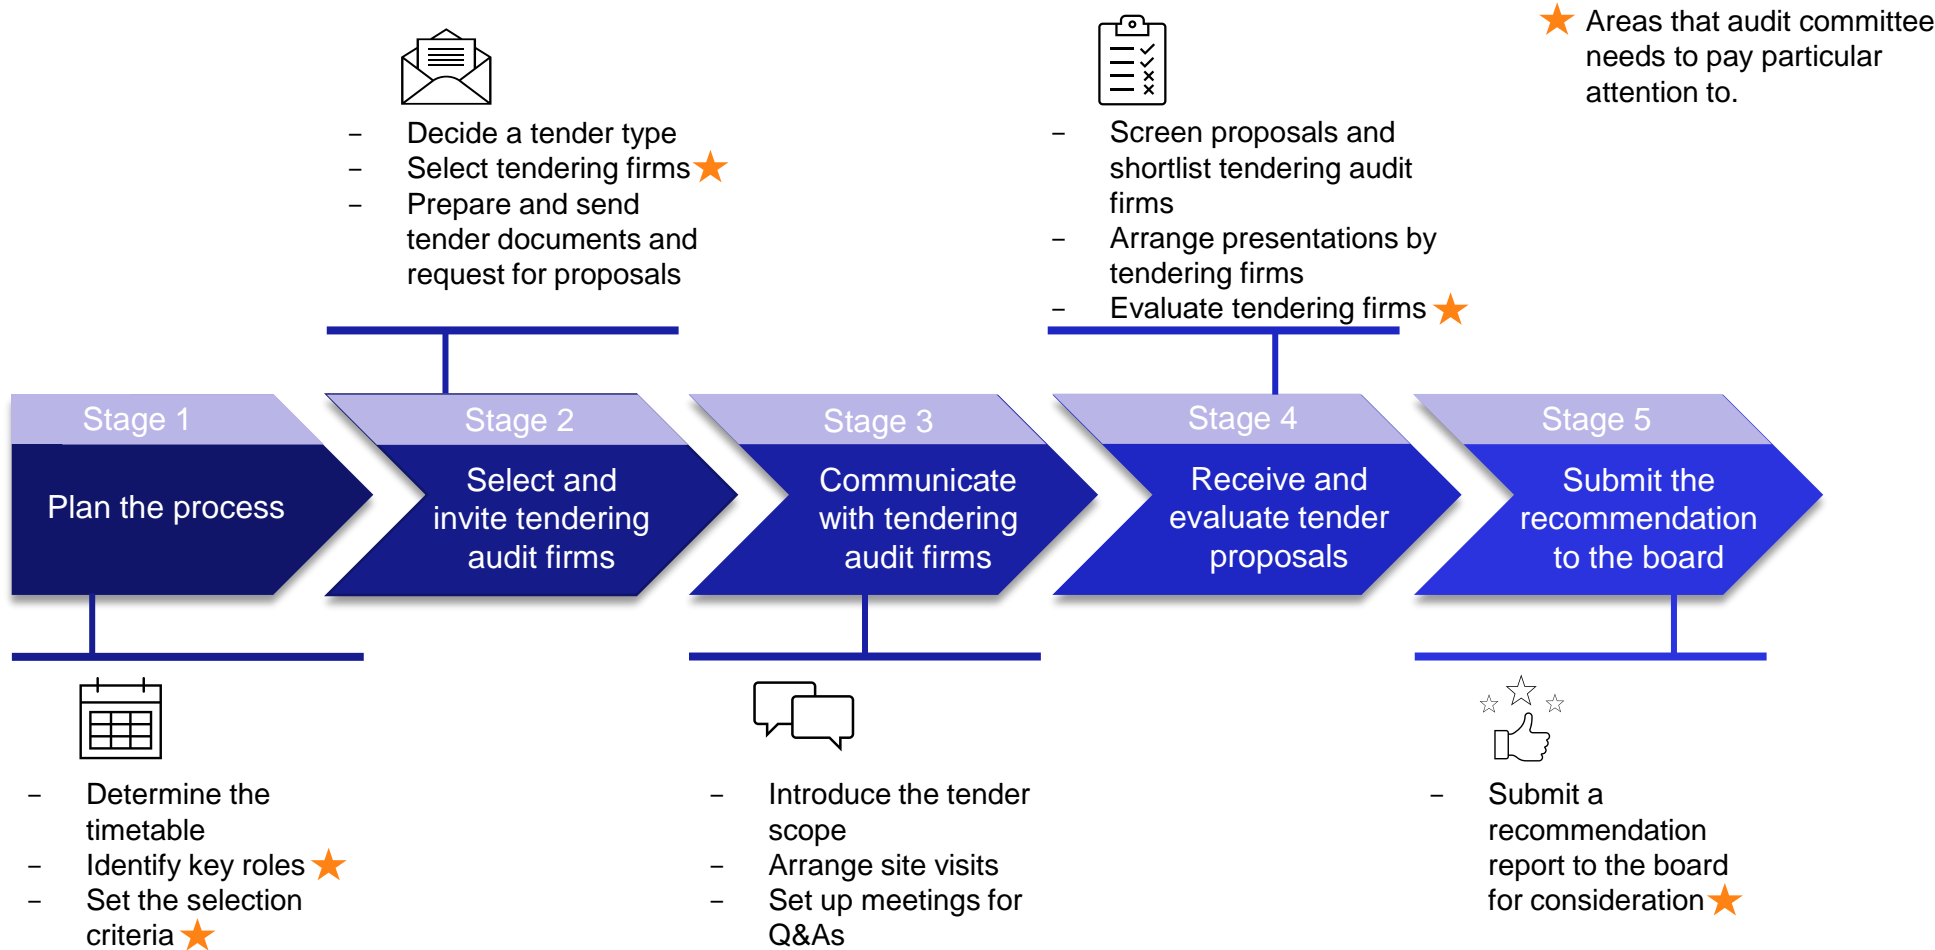 Areas that audit committee
needs to pay particular
attention to.
– Decide a tender type
– Select tendering firms
– Prepare and send
tender documents and
request for proposals
– Screen proposals and
shortlist tendering audit
firms
– Arrange presentations by
tendering firms
– Evaluate tendering firms
Stage 1
Plan the process
Stage 2
Select and
invite tendering
audit firms
Stage 3
Communicate
with tendering
audit firms
Stage 4
Receive and
evaluate tender
proposals
Stage 5
Submit the
recommendation
to the board
– Determine the
timetable
– Identify key roles
– Set the selection
criteria
– Introduce the tender
scope
– Arrange site visits
– Set up meetings for
Q&As
– Submit a
recommendation
report to the board
for consideration